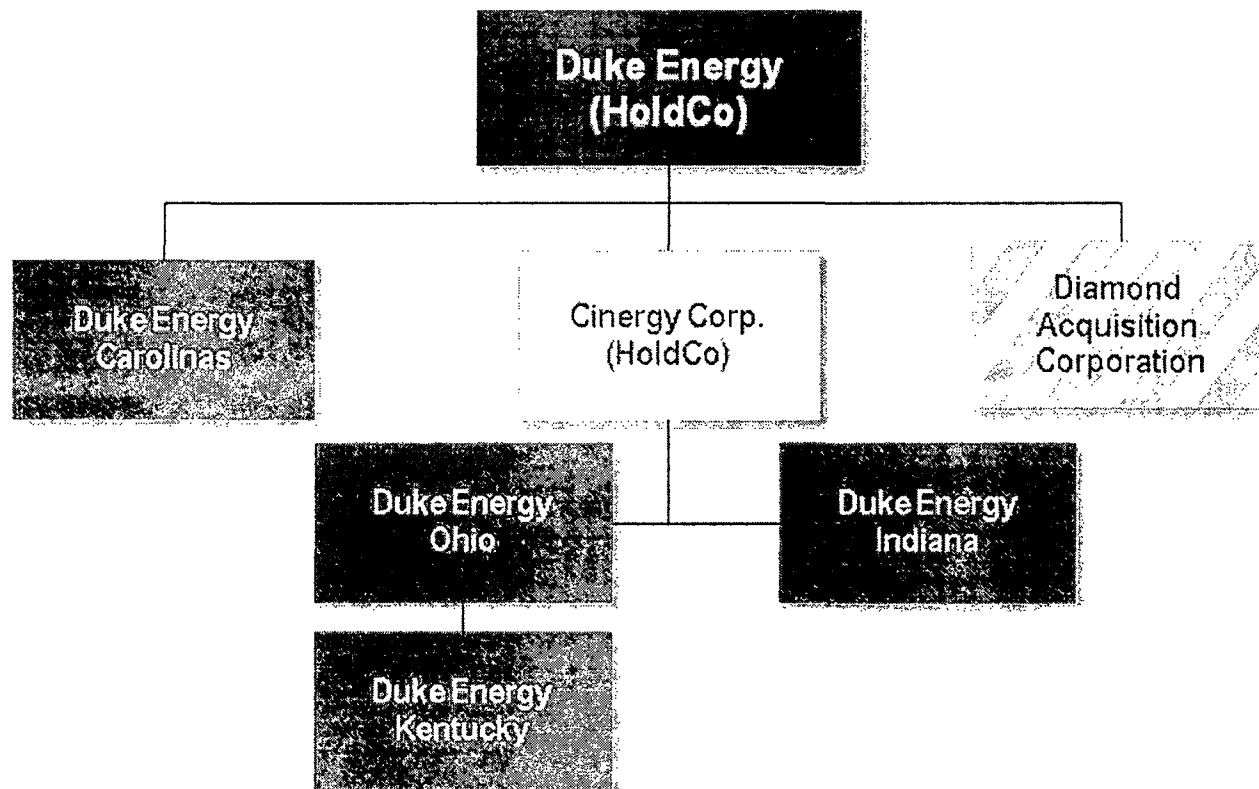 Duke Energy
(HoldCo)
Duke Energy
Carolinas
Cinergy Corp.
(HoldCo)
Diamond
Acquisition
Corporation
Duke Energy
Ohio
Duke Energy
Indiana
Duke Energy
Kentucky